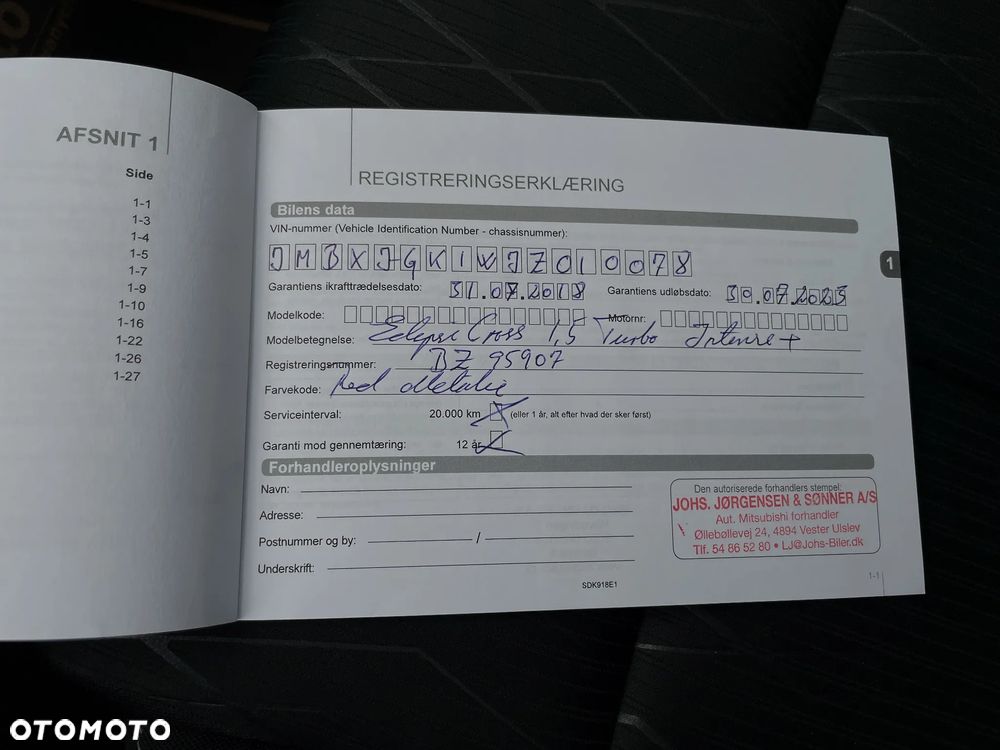 AFSNIT 1
Side
1-1
1-3
1-4
1-5
1-7
1-9
1-10
1-16
1-22
1-26
1-27
REGISTRERINGSERKLÆRING
Bilens data
VIN-nummer (Vehicle Identification Number - chassisnummer):
JMBXJGK1WJZ010078
Garantiens ikrafttrædelsesdato: 31.07.2018 Garantiens udløbsdato: 30.07.2023
Modelkode: Motornr:
Modelbetegnelse: Eclipse Cross 1,5 Turbo Intense+
Registreringsnummer: BZ 95907
Farvekode: Red Metalic
Serviceinterval: 20.000 km (eller 1 år, alt efter hvad der sker først)
Garanti mod gennemtæring: 12 år
Forhandleroplysninger
Navn:
Adresse:
Postnummer og by: /
Underskrift:
Den autoriserede forhandlers stempel:
JOHS. JØRGENSEN & SØNNER A/S
Aut. Mitsubishi forhandler
Øllebøllevej 24, 4894 Vester Ulslev
Tlf. 54 86 52 80 • LJ@Johs-Biler.dk
SDK918E1
1-1
1
OTOMOTO